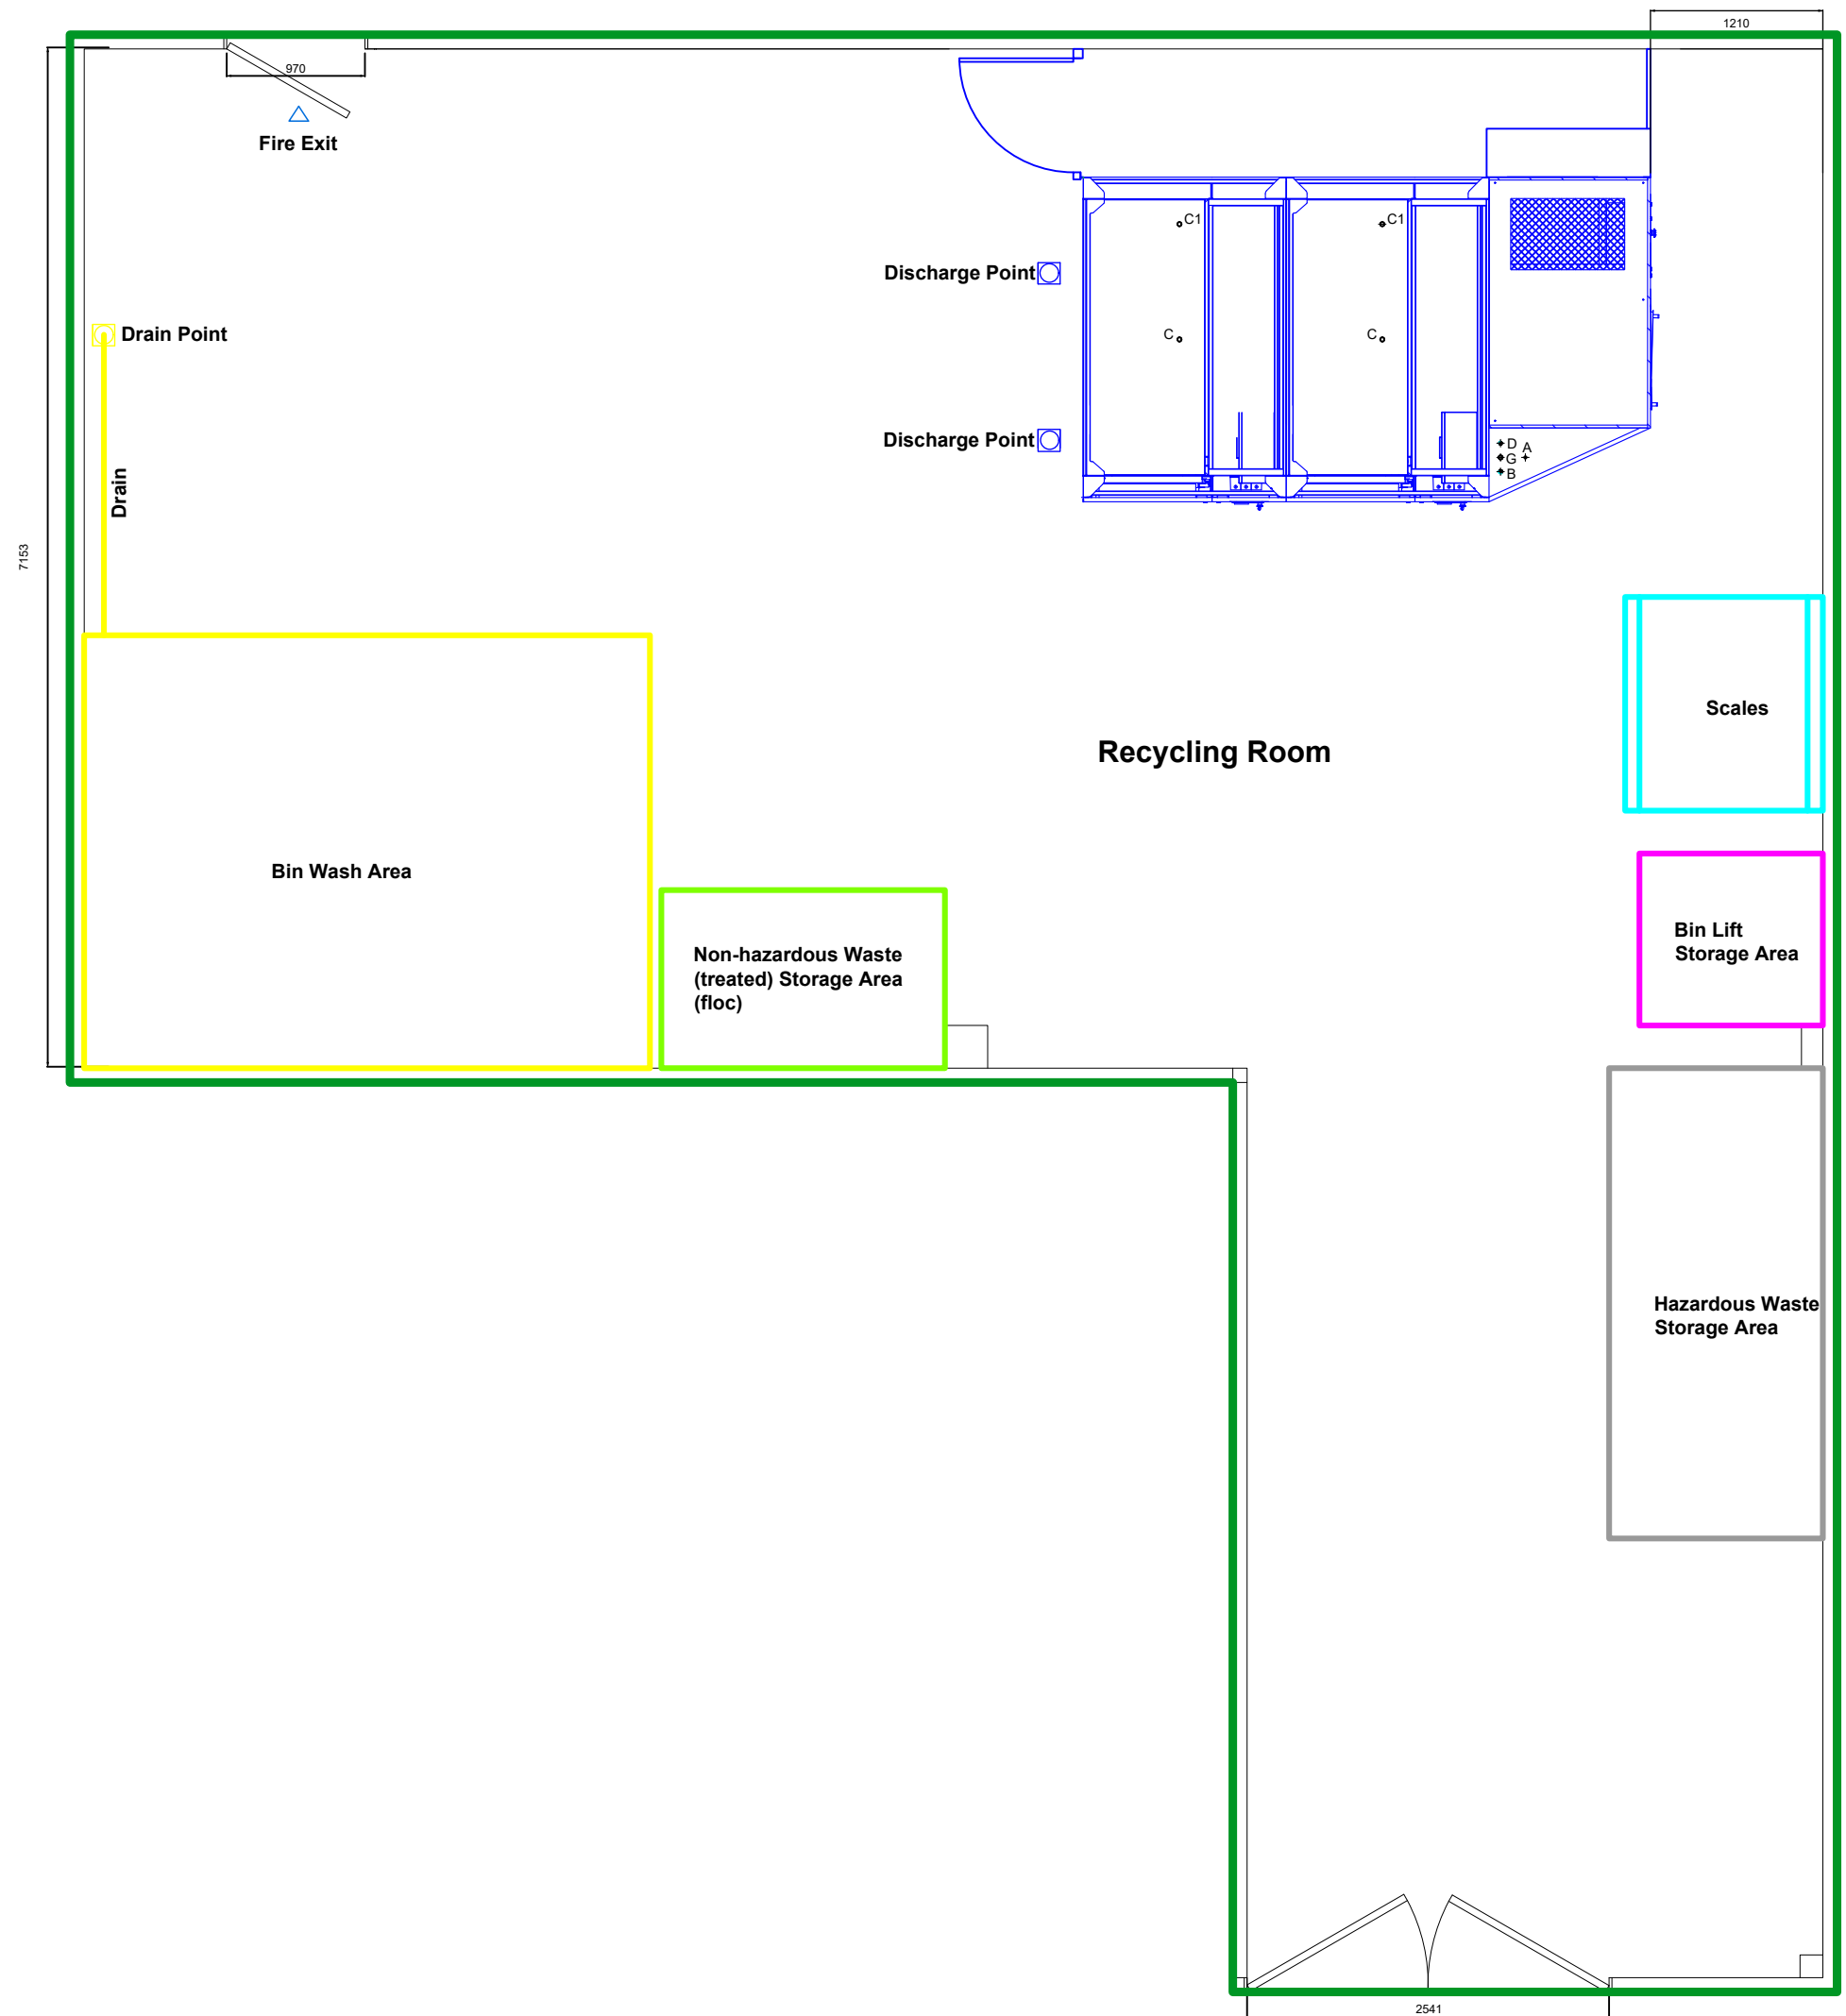 1210
970
Fire Exit
C1
C1
Discharge Point
Drain Point
C
C
Discharge Point
D
A
G
B
Drain
7153
Scales
Recycling Room
Bin Wash Area
Bin Lift
Storage Area
Non-hazardous Waste
(treated) Storage Area
(floc)
Hazardous Waste
Storage Area
2541